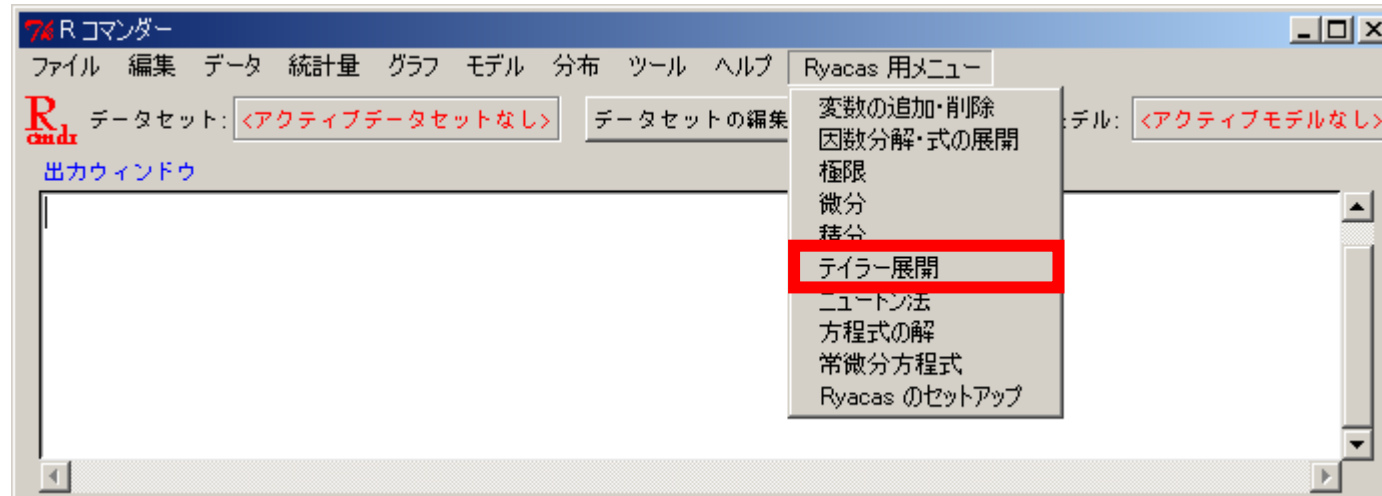 R コマンダー
ファイル 編集 データ 統計量 グラフ モデル 分布 ツール ヘルプ Ryacas 用メニュー
R cmdr データセット: <アクティブデータセットなし> データセットの編集 デル: <アクティブモデルなし>
出力ウィンドウ
変数の追加・削除
因数分解・式の展開
極限
微分
積分
テイラー展開
ニュートン法
方程式の解
常微分方程式
Ryacas のセットアップ